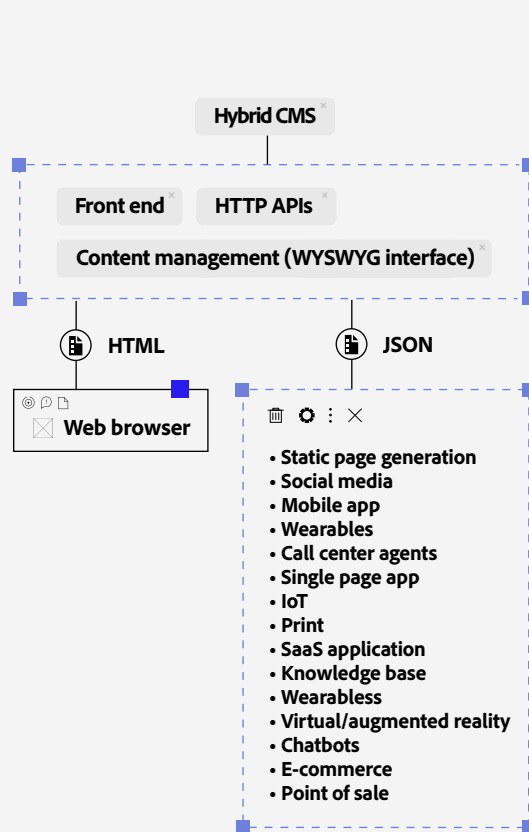 Hybrid CMS
Front end
HTTP APIs
Content management (WYSWYG interface)
HTML
JSON
Web browser
• Static page generation
• Social media
• Mobile app
• Wearables
• Call center agents
• Single page app
• IoT
• Print
• SaaS application
• Knowledge base
• Wearabless
• Virtual/augmented reality
• Chatbots
• E-commerce
• Point of sale